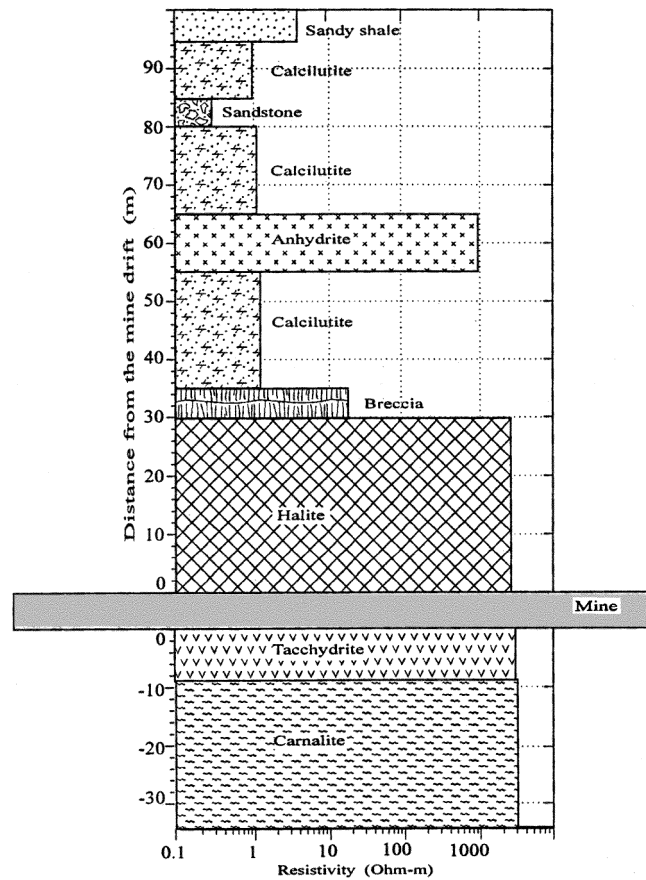 Sandy shale
90
Calcilutite
Sandstone
80
Calcilutite
70
Anhydrite
60
50
Calcilutite
40
Breccia
30
20
Halite
10
0
Distance from the mine drift (m)
Mine
0
Tacchydrite
-10
Carnalite
-20
-30
0.1 1 10 100 1000
Resistivity (Ohm-m)